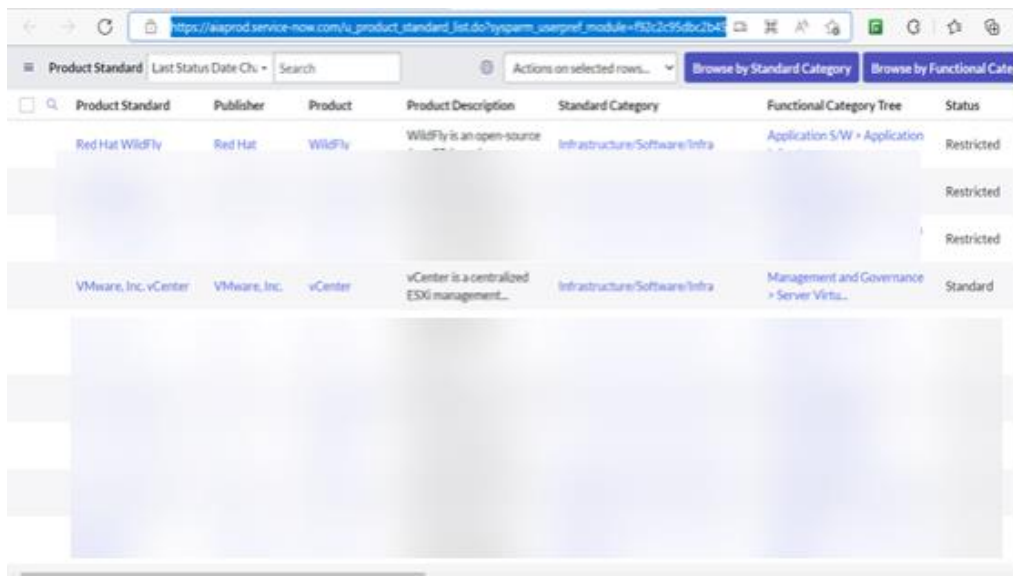 https://aiaprod.service-now.com/u_product_standard_list.do?sysparm_userpref_module=f92c2c95dbc2b45
Product Standard Last Status Date Ch: Search Actions on selected rows... Browse by Standard Category Browse by Functional Cate
Product Standard Publisher Product Product Description Standard Category Functional Category Tree Status
Red Hat WildFly Red Hat WildFly WildFly is an open-source Infrastructure/Software/Infra Application S/W > Application Restricted
Restricted
Restricted
VMware, Inc. vCenter VMware, Inc. vCenter vCenter is a centralized Infrastructure/Software/Infra Management and Governance Standard
ESXi management... > Server Virtu...